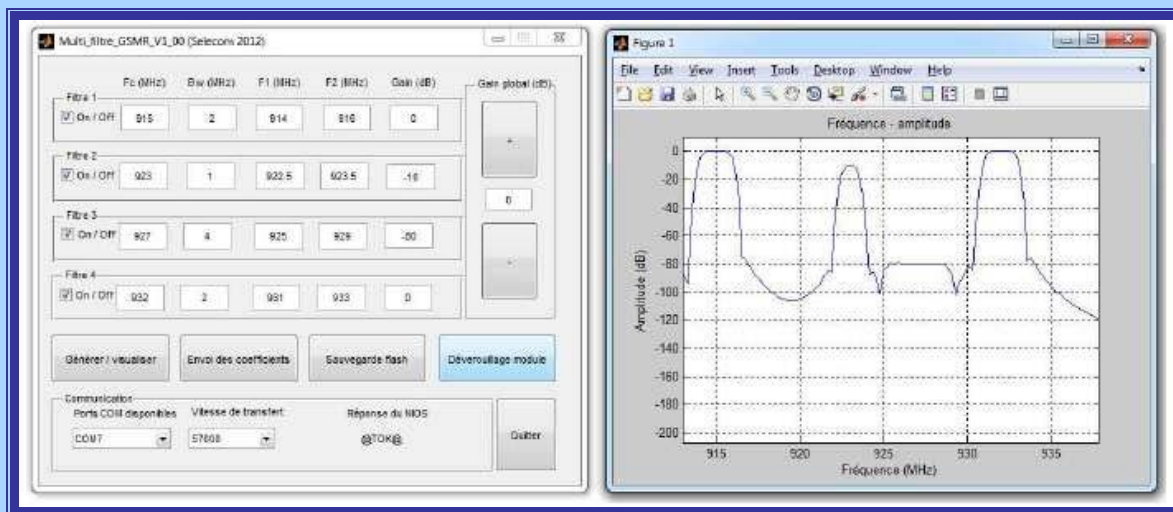 Multi_filtre_GSMR_V1_00 (Selecom 2012)
Fc (MHz) Bw (MHz) F1 (MHz) F2 (MHz) Gain (dB) Gain global (dB)
Filtre 1
On / Off 915 2 914 916 0
+
Filtre 2
On / Off 923 1 922.5 923.5 -10
0
Filtre 3
On / Off 927 4 925 929 -80
-
Filtre 4
On / Off 932 2 931 933 0
Générer / visualiser Envoi des coefficients Sauvegarde flash Déverouillage module
Communication
Ports COM disponibles Vitesse de transfert Réponse du NIOS
COM7 57600 @TOK@ Quitter
Figure 1
File Edit View Insert Tools Desktop Window Help
Fréquence - amplitude
0
-20
-40
-60
-80
-100
-120
-140
-160
-180
-200
Amplitude (dB)
915 920 925 930 935
Fréquence (MHz)